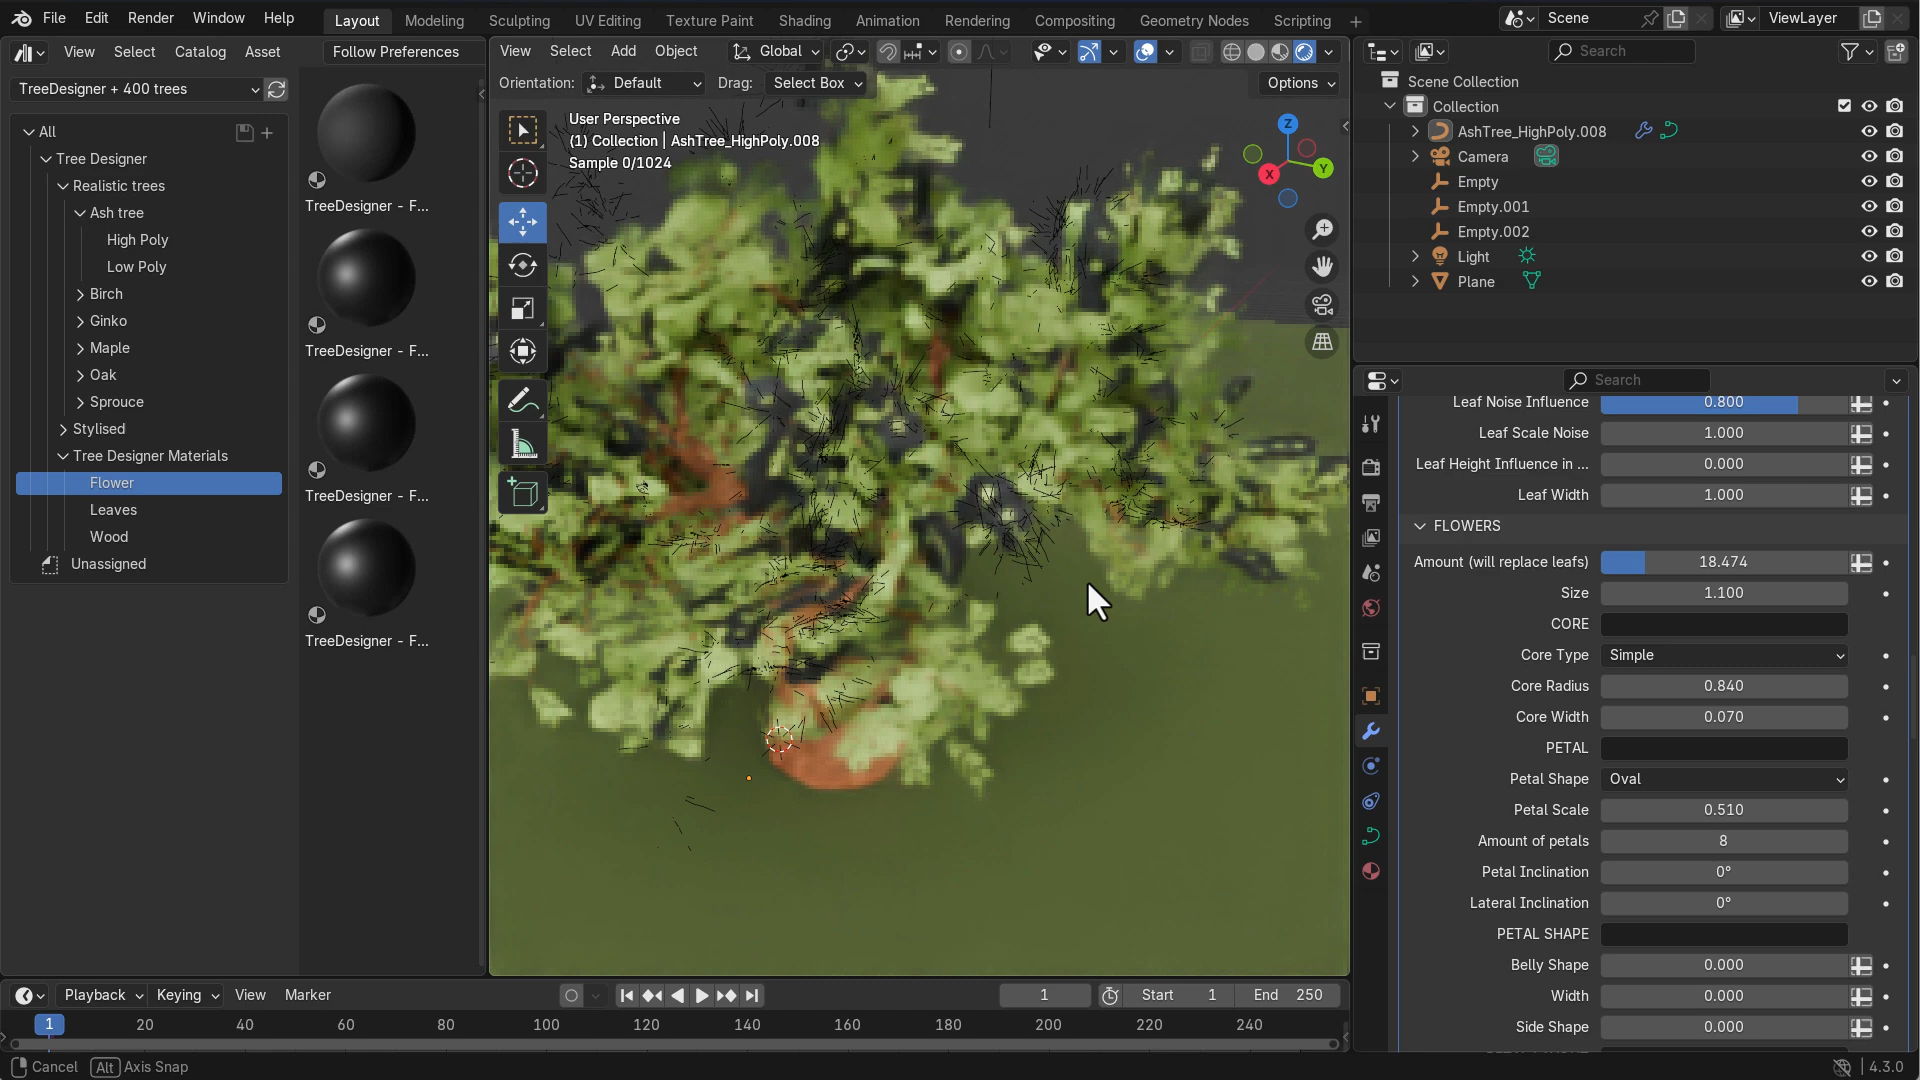 File Edit Render Window Help Layout Modeling Sculpting UV Editing Texture Paint Shading Animation Rendering Compositing Geometry Nodes Scripting Scene ViewLayer
View Select Catalog Asset Follow Preferences
TreeDesigner + 400 trees
All
Tree Designer
Realistic trees
Ash tree
High Poly
Low Poly
Birch
Ginko
Maple
Oak
Sprouce
Stylised
Tree Designer Materials
Flower
Leaves
Wood
Unassigned
TreeDesigner - F...
TreeDesigner - F...
TreeDesigner - F...
TreeDesigner - F...
View Select Add Object Global
Orientation: Default Drag: Select Box Options
User Perspective
(1) Collection | AshTree_HighPoly.008
Sample 0/1024
Z
Y
X
Search
Scene Collection
Collection
AshTree_HighPoly.008
Camera
Empty
Empty.001
Empty.002
Light
Plane
Search
Leaf Noise Influence 0.800
Leaf Scale Noise 1.000
Leaf Height Influence in ... 0.000
Leaf Width 1.000
FLOWERS
Amount (will replace leafs) 18.474
Size 1.100
CORE
Core Type Simple
Core Radius 0.840
Core Width 0.070
PETAL
Petal Shape Oval
Petal Scale 0.510
Amount of petals 8
Petal Inclination 0°
Lateral Inclination 0°
PETAL SHAPE
Belly Shape 0.000
Width 0.000
Side Shape 0.000
Playback Keying View Marker 1 Start 1 End 250
1 20 40 60 80 100 120 140 160 180 200 220 240
Cancel Alt Axis Snap 4.3.0